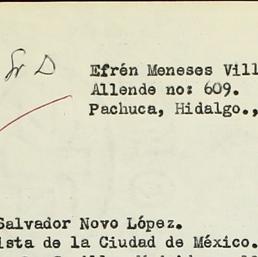 Sr D
Efrén Meneses Vill
Allende no: 609.
Pachuca, Hidalgo.,
Salvador Novo López.
ista de la Ciudad de México.